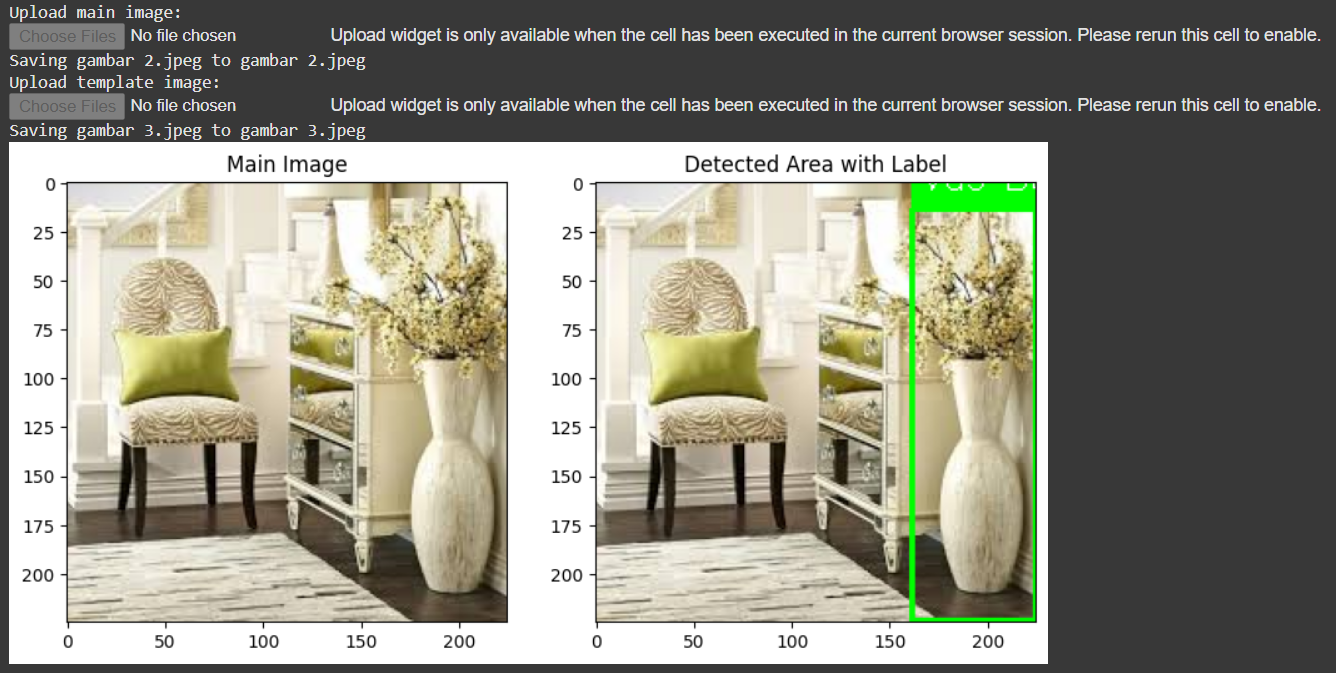 Upload main image:
Choose Files No file chosen Upload widget is only available when the cell has been executed in the current browser session. Please rerun this cell to enable.
Saving gambar 2.jpeg to gambar 2.jpeg
Upload template image:
Choose Files No file chosen Upload widget is only available when the cell has been executed in the current browser session. Please rerun this cell to enable.
Saving gambar 3.jpeg to gambar 3.jpeg
Main Image
0
25
50
75
100
125
150
175
200
0 50 100 150 200
Detected Area with Label
0
25
50
75
100
125
150
175
200
0 50 100 150 200